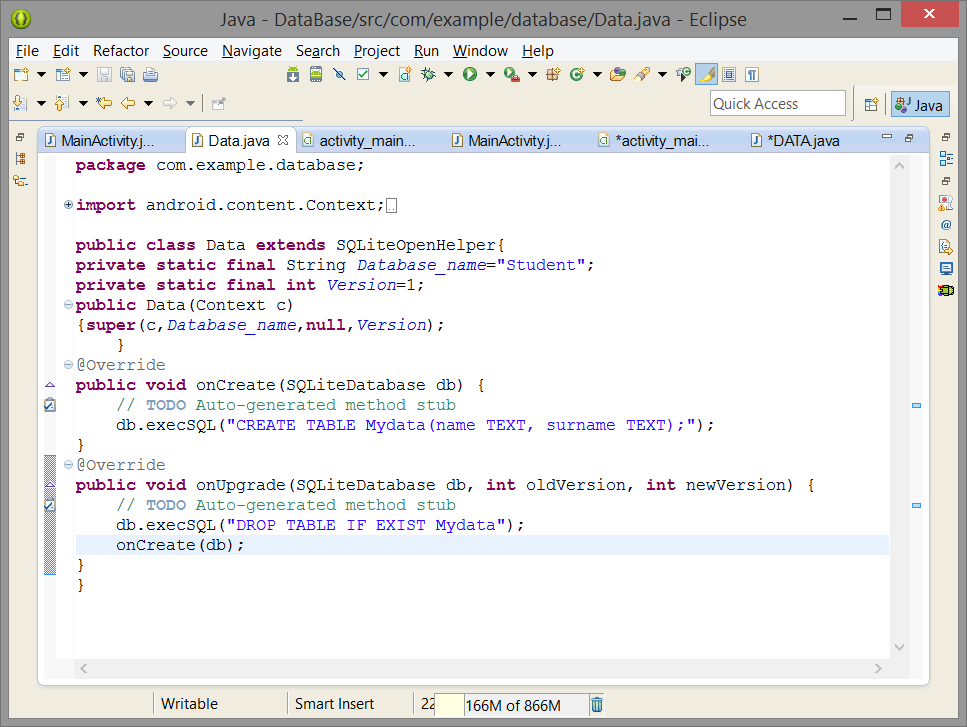 Java - DataBase/src/com/example/database/Data.java - Eclipse
File Edit Refactor Source Navigate Search Project Run Window Help
Quick Access
Java
MainActivity.j... Data.java activity_main... MainActivity.j... *activity_mai... *DATA.java
package com.example.database;
import android.content.Context;
public class Data extends SQLiteOpenHelper{
private static final String Database_name="Student";
private static final int Version=1;
public Data(Context c)
{super(c,Database_name,null,Version);
}
@Override
public void onCreate(SQLiteDatabase db) {
// TODO Auto-generated method stub
db.execSQL("CREATE TABLE Mydata(name TEXT, surname TEXT);");
}
@Override
public void onUpgrade(SQLiteDatabase db, int oldVersion, int newVersion) {
// TODO Auto-generated method stub
db.execSQL("DROP TABLE IF EXIST Mydata");
onCreate(db);
}
}
Writable Smart Insert 22 166M of 866M